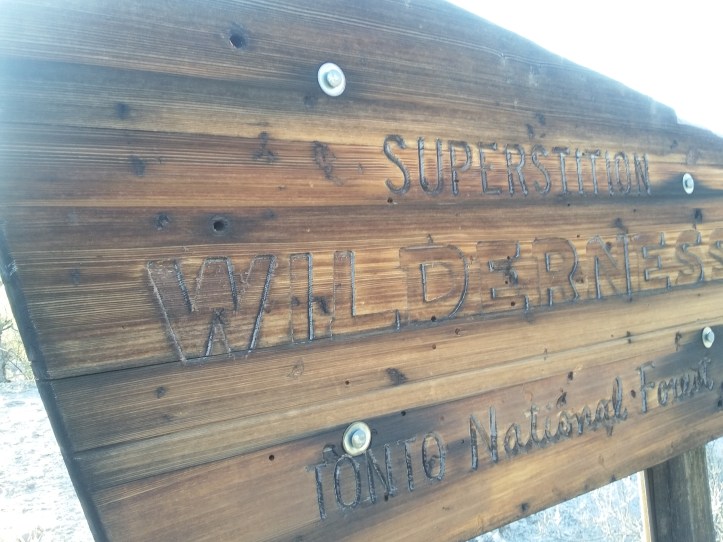 SUPERSTITION
WILDERNESS
TONTO National Forest